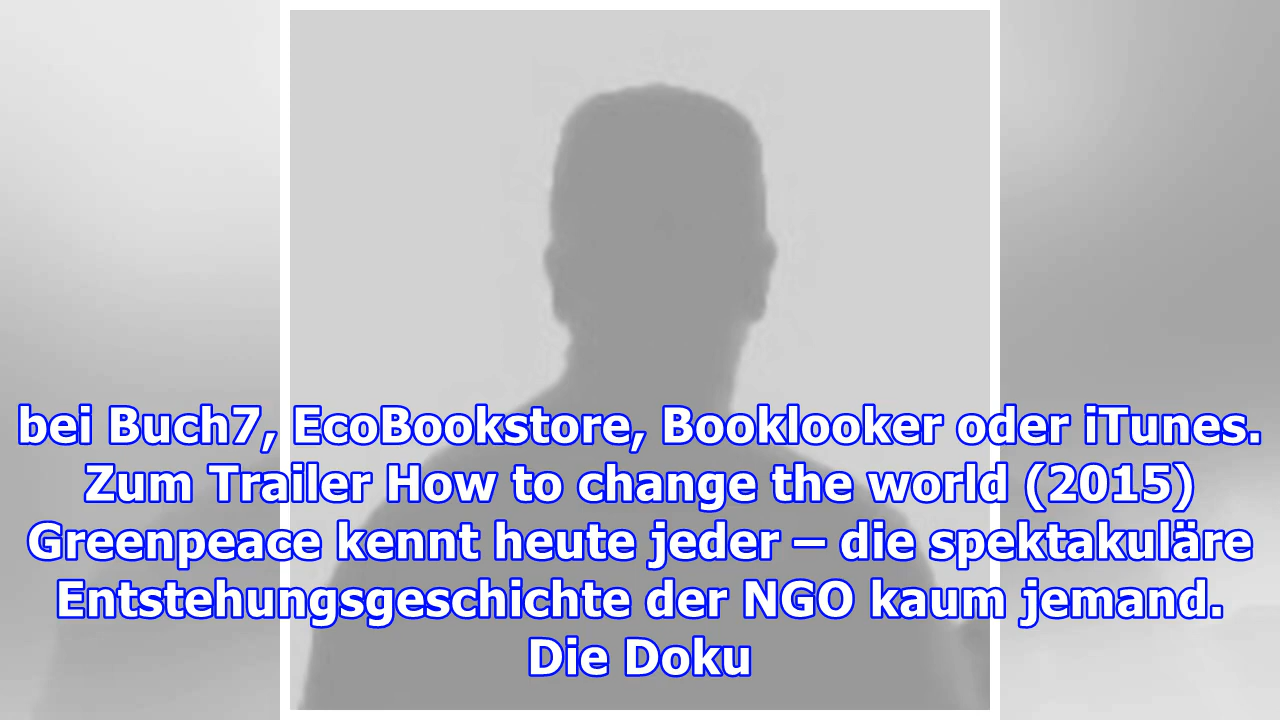 bei Buch7, EcoBookstore, Booklooker oder iTunes.
Zum Trailer How to change the world (2015)
Greenpeace kennt heute jeder – die spektakuläre
Entstehungsgeschichte der NGO kaum jemand.
Die Doku